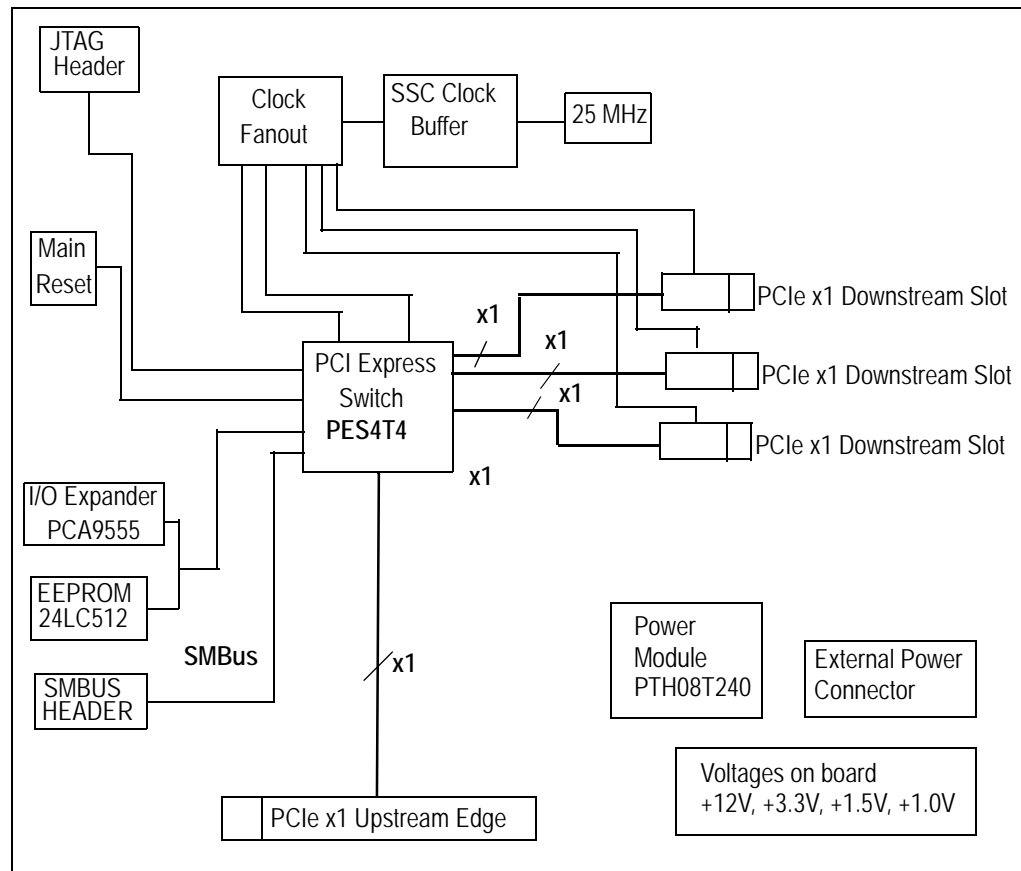 JTAG
Header
Clock
Fanout
SSC Clock
Buffer
25 MHz
Main
Reset
PCIe x1 Downstream Slot
x1
x1
PCI Express
Switch
PES4T4
PCIe x1 Downstream Slot
x1
PCIe x1 Downstream Slot
x1
I/O Expander
PCA9555
EEPROM
24LC512
SMBus
x1
SMBUS
HEADER
Power
Module
PTH08T240
External Power
Connector
Voltages on board
+12V, +3.3V, +1.5V, +1.0V
PCIe x1 Upstream Edge